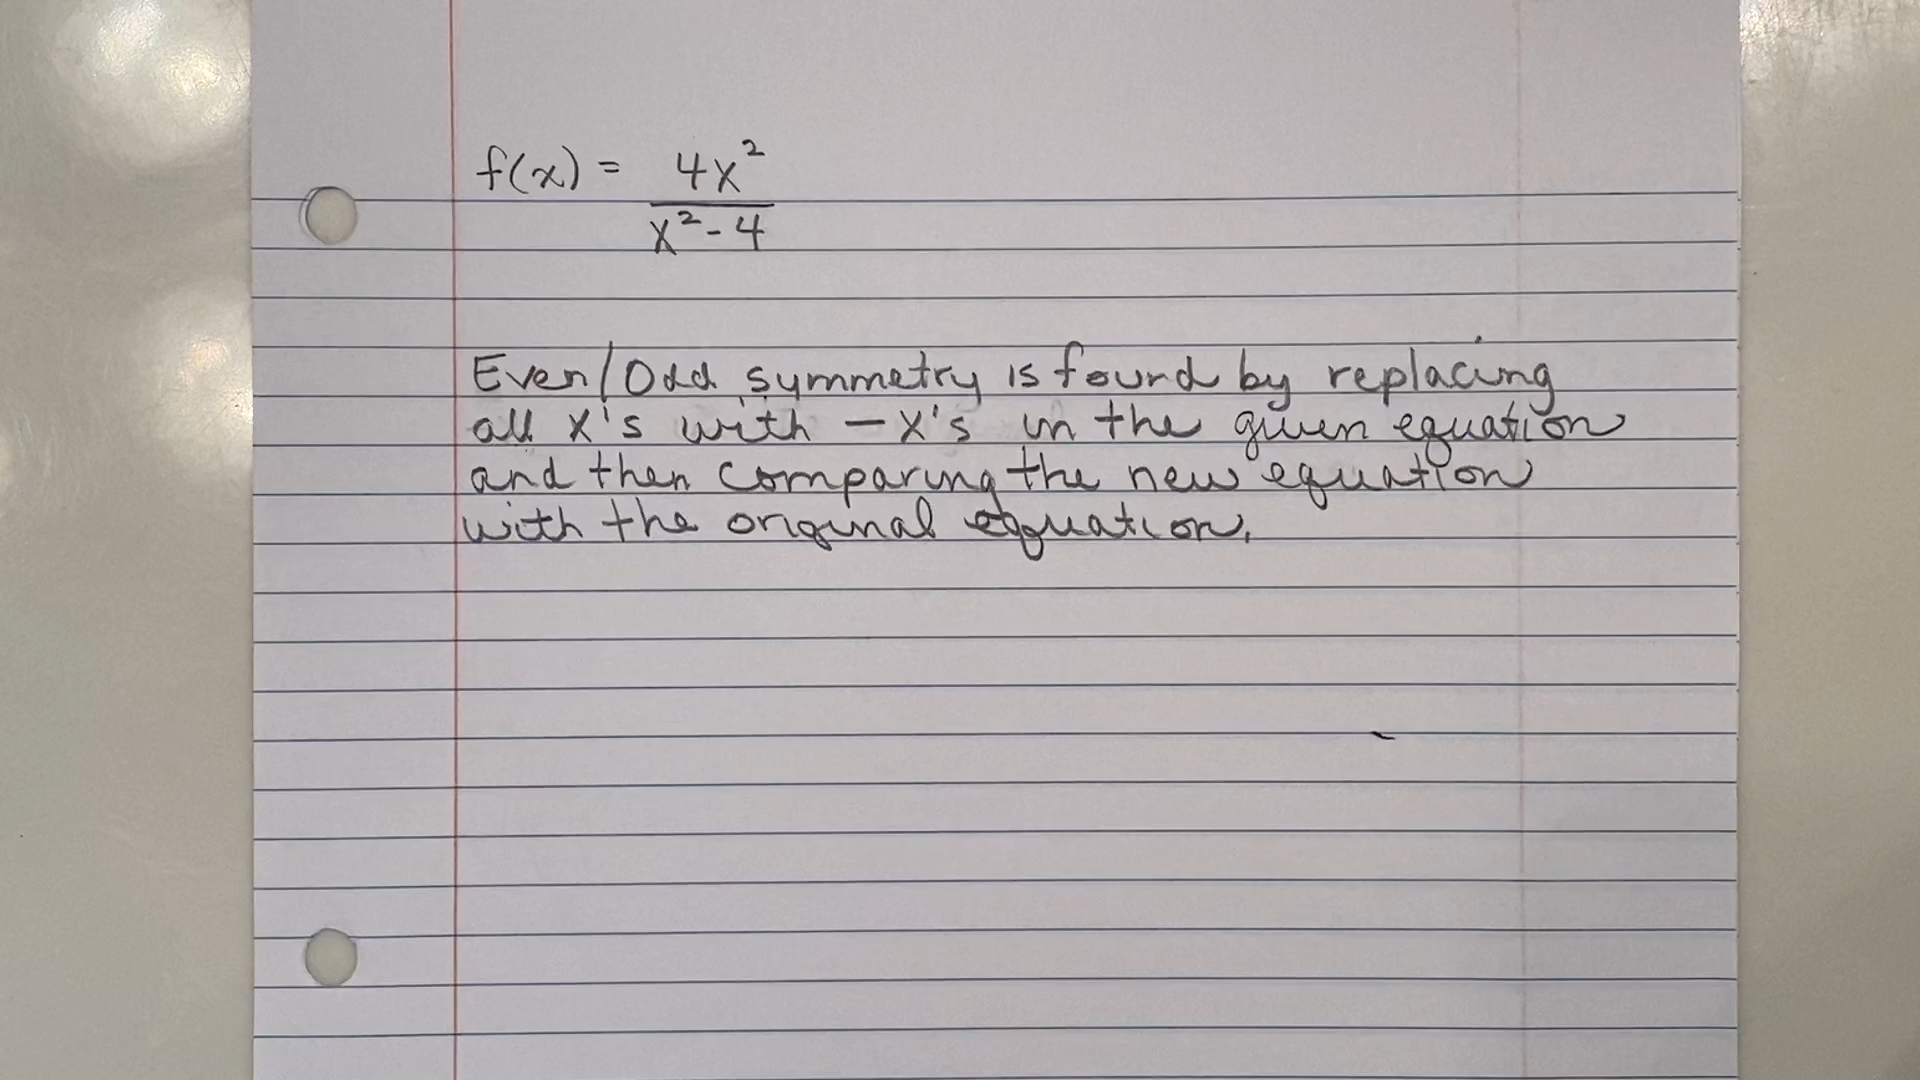 f(x) = 4x²
x² - 4
Even/Odd symmetry is found by replacing
all x's with -x's in the given equation
and then comparing the new equation
with the original equation.